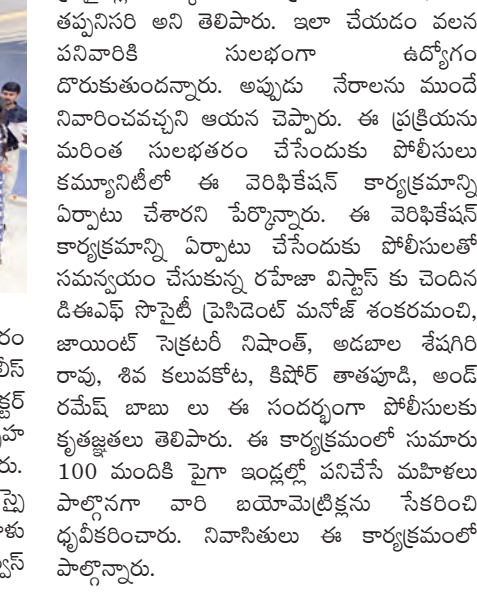 తప్పనిసరి అని తెలిపారు. ఇలా చేయడం వలన
పనివారికి సులభంగా ఉద్యోగం
దొరుకుతుందన్నారు. అప్పుడు నేరాలను ముందే
నివారించవచ్చని ఆయన చెప్పారు. ఈ ప్రక్రియను
మరింత సులభతరం చేసేందుకు పోలీసులు
కమ్యూనిటీలో ఈ వెరిఫికేషన్ కార్యక్రమాన్ని
ఏర్పాటు చేశారని పేర్కొన్నారు. ఈ వెరిఫికేషన్
కార్యక్రమాన్ని ఏర్పాటు చేసేందుకు పోలీసులతో
సమన్వయం చేసుకున్న రహేజా విస్టాస్ కు చెందిన
డిఈఎఫ్ సొసైటీ ప్రెసిడెంట్ మనోజ్ శంకరమంచి,
జాయింట్ సెక్రటరీ నిషాంత్, అడబాల శేషగిరి
రావు, శివ కలువకోట, కిషోర్ తాతపూడి, అండ్
రమేష్ బాబు లు ఈ సందర్భంగా పోలీసులకు
కృతజ్ఞతలు తెలిపారు. ఈ కార్యక్రమంలో సుమారు
100 మందికి పైగా ఇండ్లల్లో పనిచేసే మహిళలు
పాల్గొనగా వారి బయోమెట్రిక్లను సేకరించి
ధృవీకరించారు. నివాసితులు ఈ కార్యక్రమంలో
పాల్గొన్నారు.